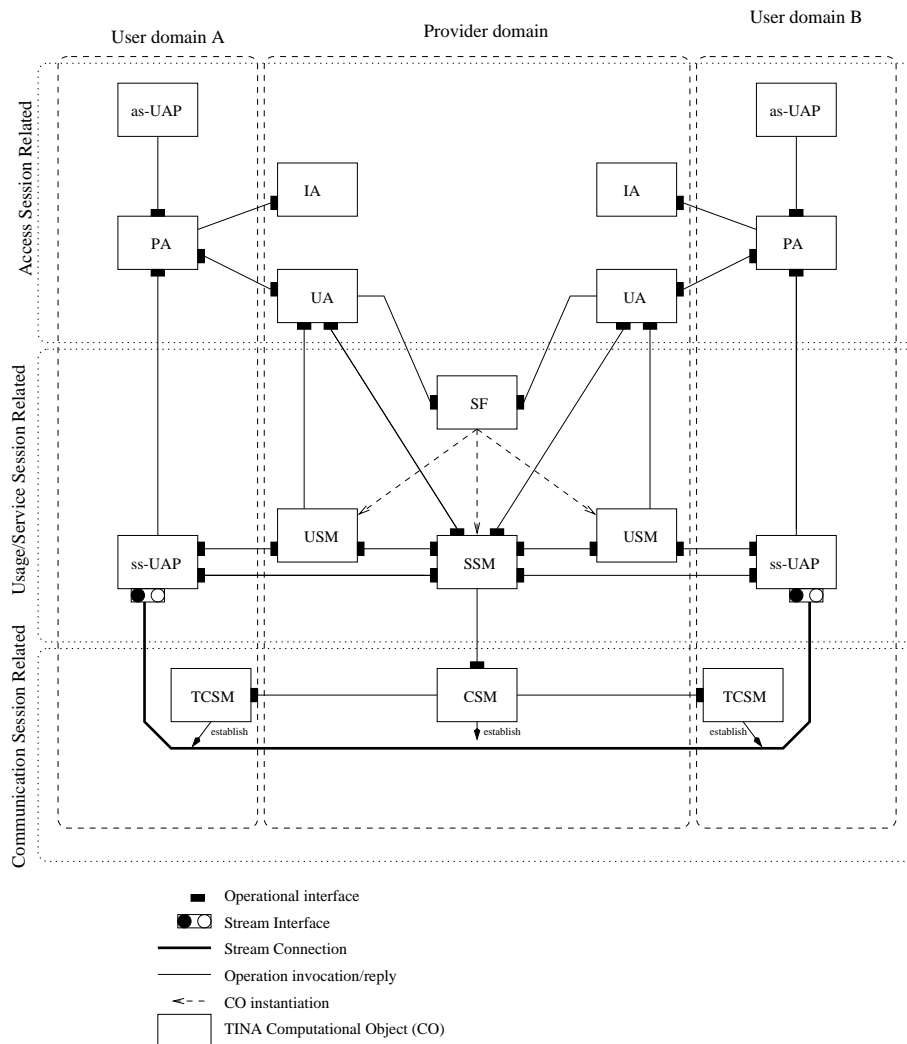 User domain A
Provider domain
User domain B
Access Session Related
as-UAP
as-UAP
IA
IA
PA
PA
UA
UA
Usage/Service Session Related
SF
USM
USM
ss-UAP
SSM
ss-UAP
Communication Session Related
TCSM
CSM
TCSM
establish
establish
establish
Operational interface
Stream Interface
Stream Connection
Operation invocation/reply
CO instantiation
TINA Computational Object (CO)